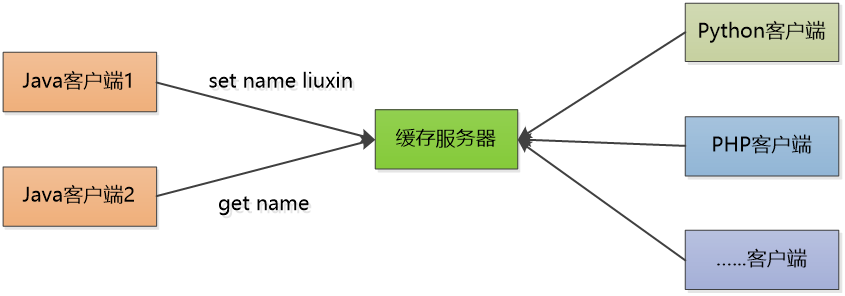 Java客户端1
set name liuxin
Java客户端2
get name
缓存服务器
Python客户端
PHP客户端
......客户端